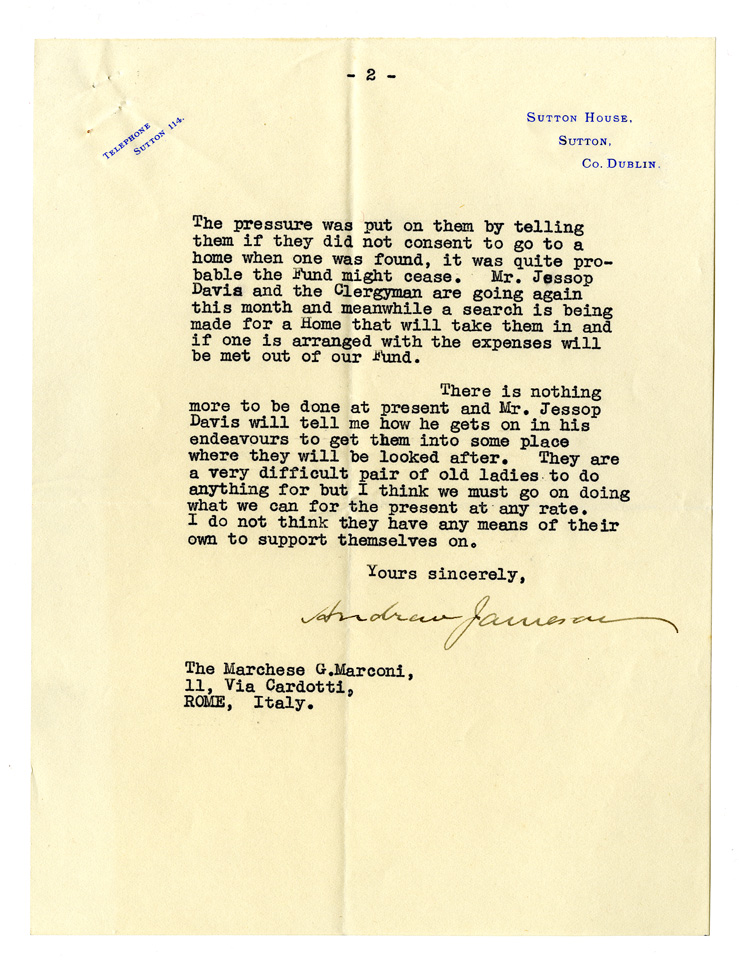 - 2 -
TELEPHONE
SUTTON 114.
SUTTON HOUSE,
SUTTON,
CO. DUBLIN.
The pressure was put on them by telling
them if they did not consent to go to a
home when one was found, it was quite pro-
bable the Fund might cease. Mr. Jessop
Davis and the Clergyman are going again
this month and meanwhile a search is being
made for a Home that will take them in and
if one is arranged with the expenses will
be met out of our Fund.
There is nothing
more to be done at present and Mr. Jessop
Davis will tell me how he gets on in his
endeavours to get them into some place
where they will be looked after. They are
a very difficult pair of old ladies to do
anything for but I think we must go on doing
what we can for the present at any rate.
I do not think they have any means of their
own to support themselves on.
Yours sincerely,
Andrew Jameson
The Marchese G.Marconi,
11, Via Cardotti,
ROME, Italy.